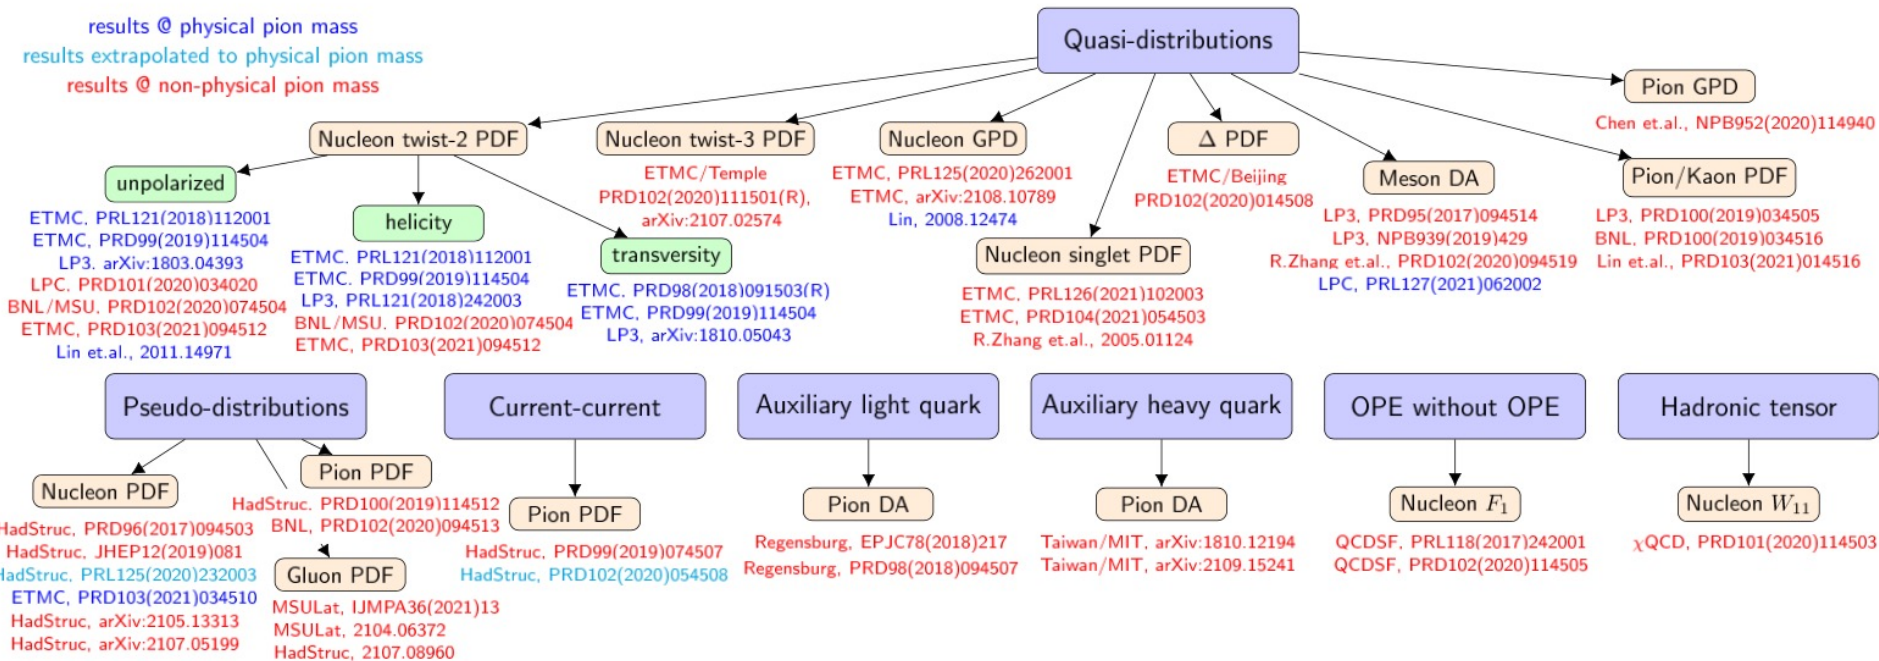 results @ physical pion mass
results extrapolated to physical pion mass
results @ non-physical pion mass
Quasi-distributions
Nucleon twist-2 PDF
unpolarized
ETMC, PRL121(2018)112001
ETMC, PRD99(2019)114504
LP3, arXiv:1803.04393
LPC, PRD101(2020)034020
BNL/MSU, PRD102(2020)074504
ETMC, PRD103(2021)094512
Lin et.al., 2011.14971
helicity
ETMC, PRL121(2018)112001
ETMC, PRD99(2019)114504
LP3, PRL121(2018)242003
BNL/MSU, PRD102(2020)074504
ETMC, PRD103(2021)094512
transversity
ETMC, PRD98(2018)091503(R)
ETMC, PRD99(2019)114504
LP3, arXiv:1810.05043
Nucleon twist-3 PDF
ETMC/Temple
PRD102(2020)111501(R),
arXiv:2107.02574
Nucleon GPD
ETMC, PRL125(2020)262001
ETMC, arXiv:2108.10789
Lin, 2008.12474
Nucleon singlet PDF
ETMC, PRL126(2021)102003
ETMC, PRD104(2021)054503
R.Zhang et.al., 2005.01124
Δ PDF
ETMC/Beijing
PRD102(2020)014508
Meson DA
LP3, PRD95(2017)094514
LP3, NPB939(2019)429
R.Zhang et.al., PRD102(2020)094519
LPC, PRL127(2021)062002
Pion GPD
Chen et.al., NPB952(2020)114940
Pion/Kaon PDF
LP3, PRD100(2019)034505
BNL, PRD100(2019)034516
Lin et.al., PRD103(2021)014516
Pseudo-distributions
Nucleon PDF
HadStruc, PRD96(2017)094503
HadStruc, JHEP12(2019)081
HadStruc, PRL125(2020)232003
ETMC, PRD103(2021)034510
HadStruc, arXiv:2105.13313
HadStruc, arXiv:2107.05199
Pion PDF
HadStruc, PRD100(2019)114512
BNL, PRD102(2020)094513
Gluon PDF
MSULat, IJMPA36(2021)13
MSULat, 2104.06372
HadStruc, 2107.08960
Current-current
Pion PDF
HadStruc, PRD99(2019)074507
HadStruc, PRD102(2020)054508
Auxiliary light quark
Pion DA
Regensburg, EPJC78(2018)217
Regensburg, PRD98(2018)094507
Auxiliary heavy quark
Pion DA
Taiwan/MIT, arXiv:1810.12194
Taiwan/MIT, arXiv:2109.15241
OPE without OPE
Nucleon F₁
QCDSF, PRL118(2017)242001
QCDSF, PRD102(2020)114505
Hadronic tensor
Nucleon W₁₁
χQCD, PRD101(2020)114503